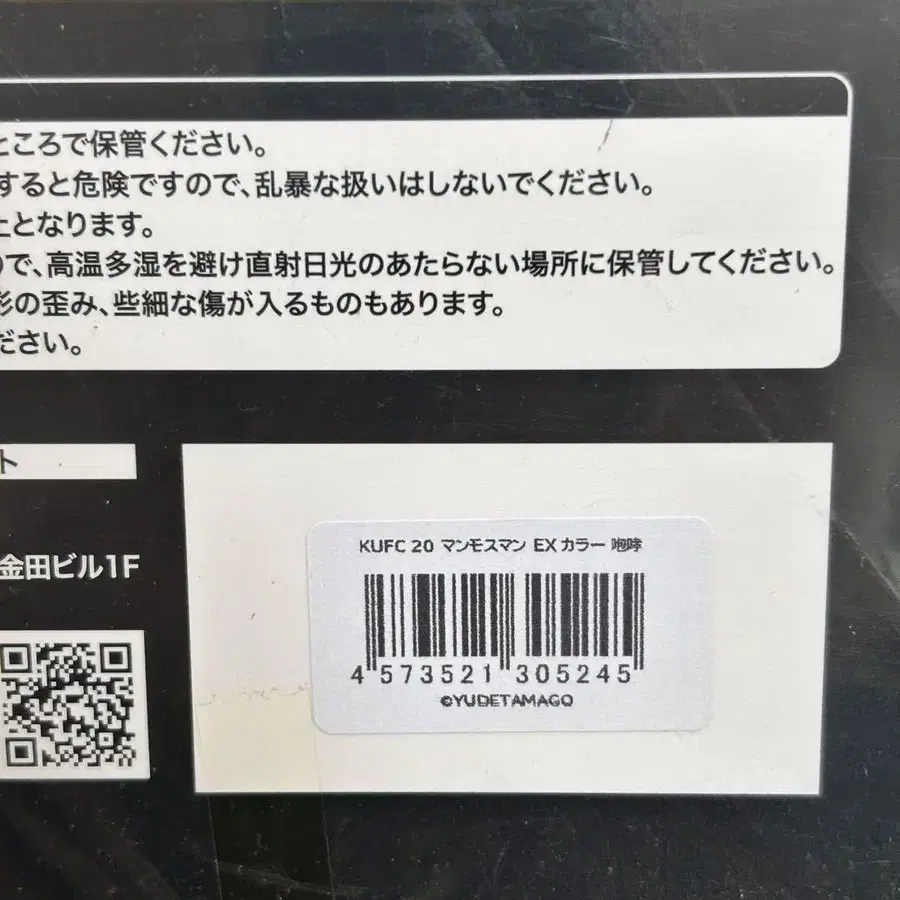 ところで保管ください。
すると危険ですので、乱暴な扱いはしないでください。
となります。
ので、高温多湿を避け直射日光のあたらない場所に保管してください。
形の歪み、些細な傷が入るものもあります。
ださい。
ト
金田ビル1F
KUFC 20 マンモスマン EXカラー 咆哮
4 573521 305245
©YUDETAMAGO